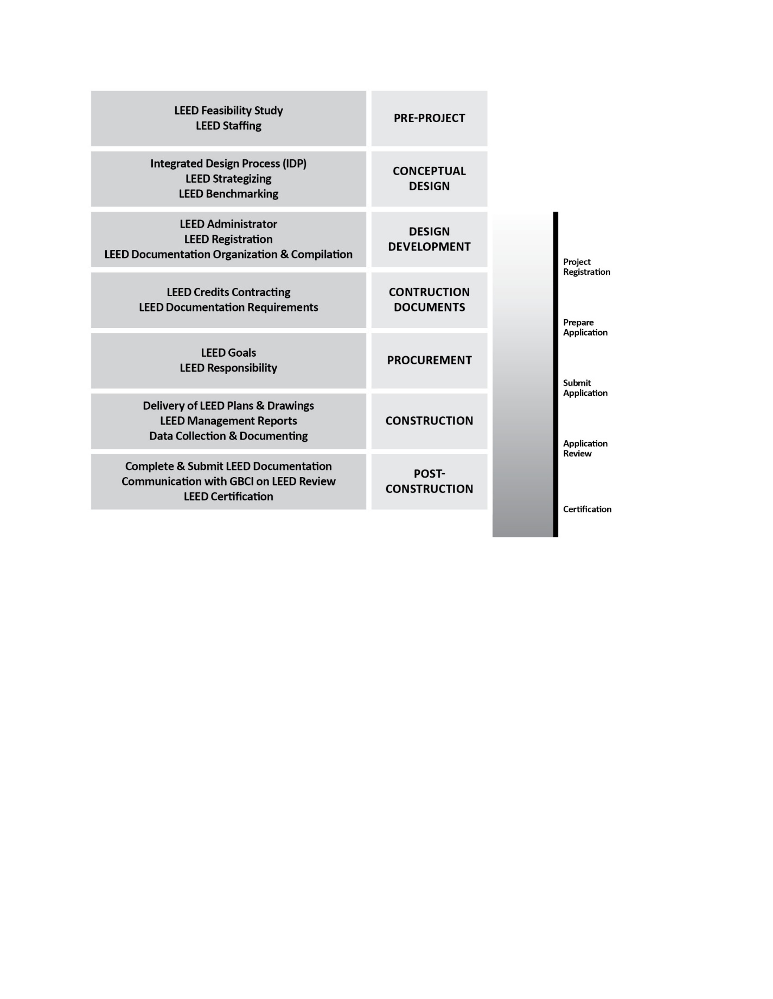 LEED Feasibility Study
LEED Staffing
PRE-PROJECT
Integrated Design Process (IDP)
LEED Strategizing
LEED Benchmarking
CONCEPTUAL
DESIGN
LEED Administrator
LEED Registration
LEED Documentation Organization & Compilation
DESIGN
DEVELOPMENT
Project
Registration
LEED Credits Contracting
LEED Documentation Requirements
CONTRUCTION
DOCUMENTS
Prepare
Application
LEED Goals
LEED Responsibility
PROCUREMENT
Submit
Application
Delivery of LEED Plans & Drawings
LEED Management Reports
Data Collection & Documenting
CONSTRUCTION
Application
Review
Complete & Submit LEED Documentation
Communication with GBCI on LEED Review
LEED Certification
POST-
CONSTRUCTION
Certification